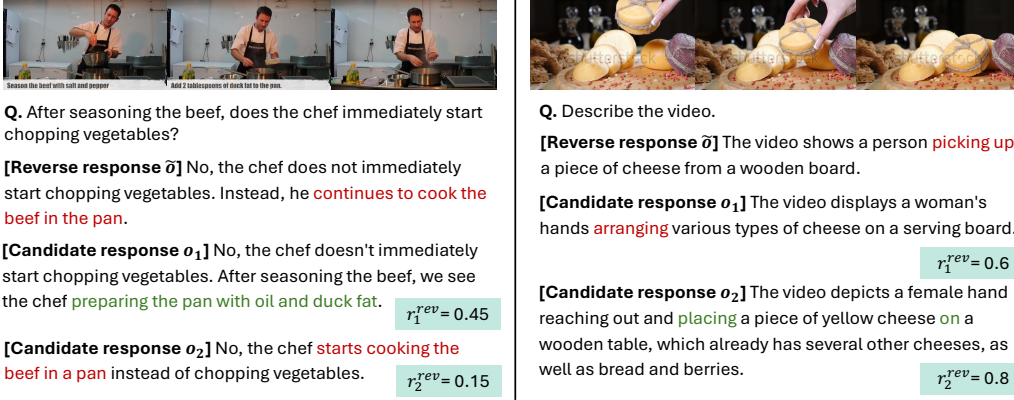 Season the beef with salt and pepper
Add 2 tablespoons of duck fat to the pan.
Q. After seasoning the beef, does the chef immediately start
chopping vegetables?
[Reverse response õ] No, the chef does not immediately
start chopping vegetables. Instead, he continues to cook the
beef in the pan.
[Candidate response o₁] No, the chef doesn't immediately
start chopping vegetables. After seasoning the beef, we see
the chef preparing the pan with oil and duck fat.
r₁ʳᵉᵛ= 0.45
[Candidate response o₂] No, the chef starts cooking the
beef in a pan instead of chopping vegetables.
r₂ʳᵉᵛ= 0.15
shutterstock
Q. Describe the video.
[Reverse response õ] The video shows a person picking up
a piece of cheese from a wooden board.
[Candidate response o₁] The video displays a woman's
hands arranging various types of cheese on a serving board.
r₁ʳᵉᵛ= 0.6
[Candidate response o₂] The video depicts a female hand
reaching out and placing a piece of yellow cheese on a
wooden table, which already has several other cheeses, as
well as bread and berries.
r₂ʳᵉᵛ= 0.8